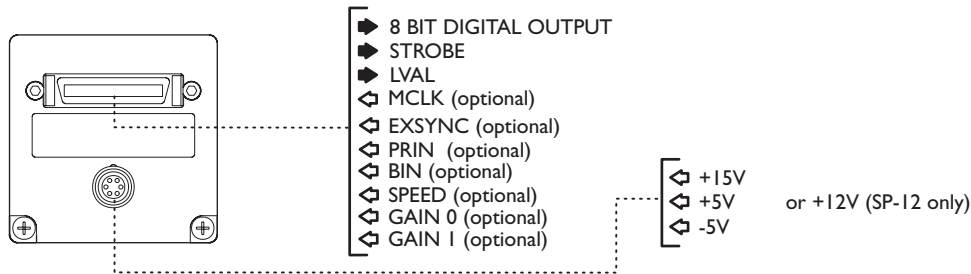 8 BIT DIGITAL OUTPUT
STROBE
LVAL
MCLK (optional)
EXSYNC (optional)
PRIN (optional)
BIN (optional)
SPEED (optional)
GAIN 0 (optional)
GAIN 1 (optional)
+15V
+5V or +12V (SP-12 only)
-5V